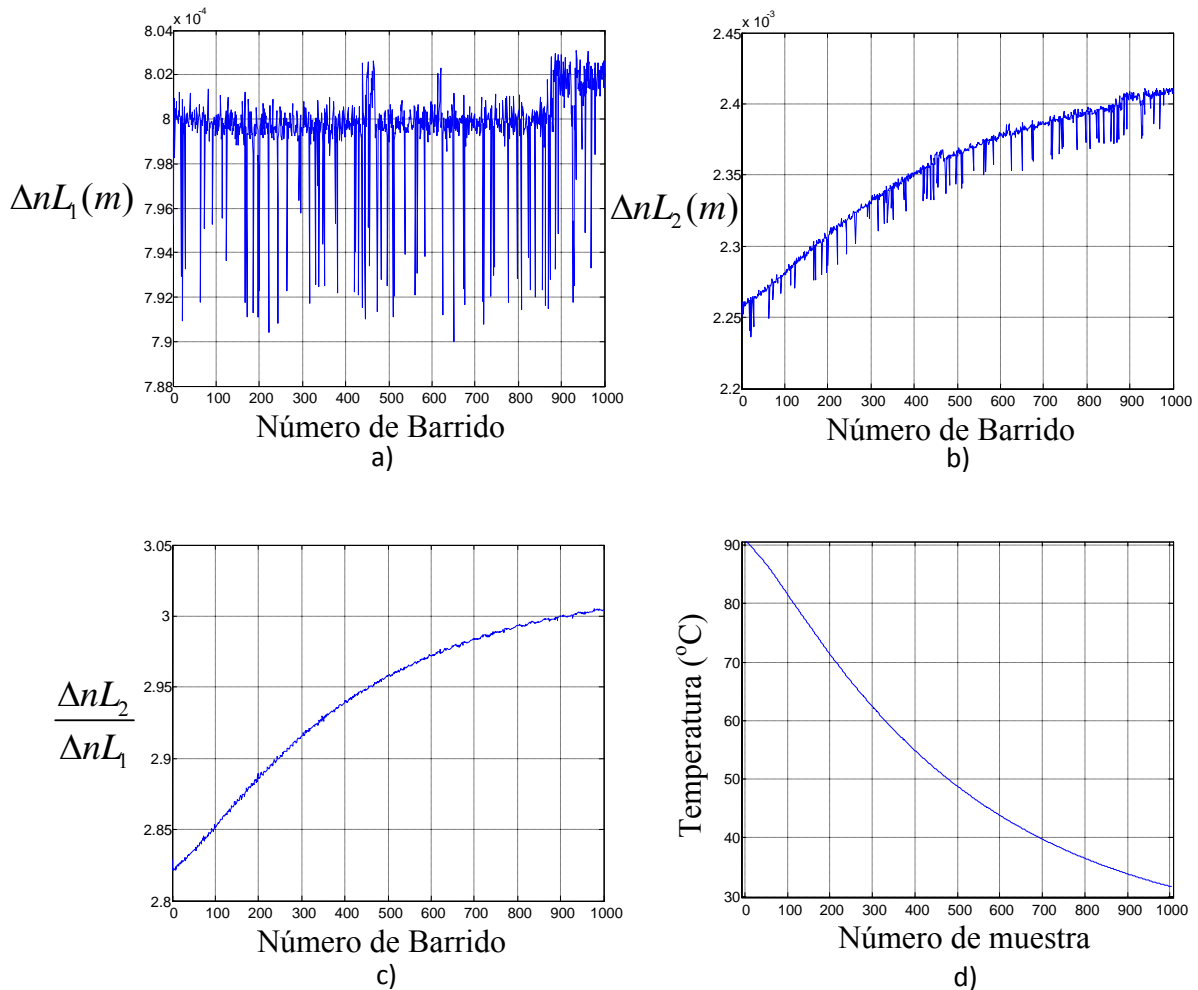 x 10⁻⁴
8.04
8.02
8
7.98
7.96
7.94
7.92
7.9
7.88
ΔnL₁(m)
0 100 200 300 400 500 600 700 800 900 1000
Número de Barrido
a)
x 10⁻³
2.45
2.4
2.35
2.3
2.25
2.2
ΔnL₂(m)
0 100 200 300 400 500 600 700 800 900 1000
Número de Barrido
b)
3.05
3
2.95
2.9
2.85
2.8
ΔnL₂
ΔnL₁
0 100 200 300 400 500 600 700 800 900 1000
Número de Barrido
c)
90
80
70
60
50
40
30
Temperatura (°C)
0 100 200 300 400 500 600 700 800 900 1000
Número de muestra
d)